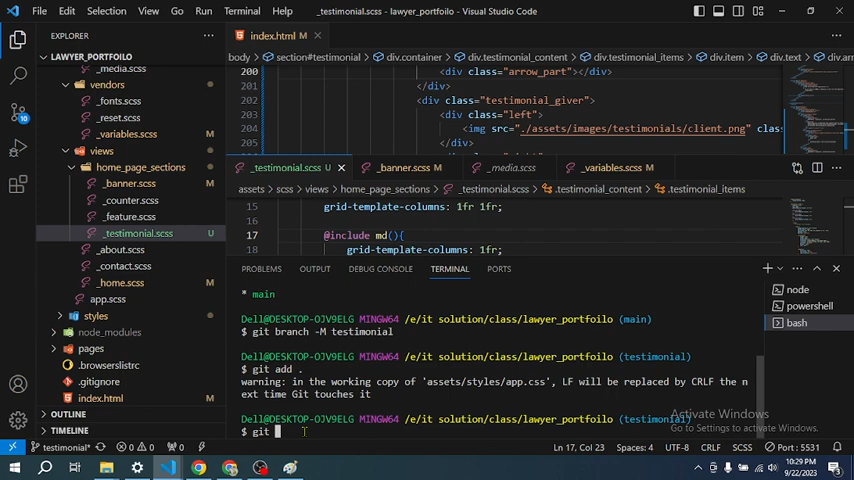 File Edit Selection View Go Run Terminal Help _testimonial.scss - lawyer_portfoilo - Visual Studio Code
EXPLORER
LAWYER_PORTFOILO
_media.scss
vendors
_fonts.scss
_reset.scss
_variables.scss M
views
home_page_sections
_banner.scss M
_counter.scss
_feature.scss
_testimonial.scss U
_about.scss
_contact.scss
_home.scss M
app.scss
styles
node_modules
pages
.browserslistrc
.gitignore
index.html M
OUTLINE
TIMELINE
10
index.html M
body > section#testimonial > div.container > div.testimonial_content > div.testimonial_items > div.item > div.text >
200 <div class="arrow_part"></div>
201 </div>
202 <div class="testimonial_giver">
203 <div class="left">
204 <img src="./assets/images/testimonials/client.png" class
205 </div>
_testimonial.scss U _banner.scss M _media.scss _variables.scss M
assets > scss > views > home_page_sections > _testimonial.scss > .testimonial_content > .testimonial_items
15 grid-template-columns: 1fr 1fr;
16
17 @include md(){
18 grid-template-columns: 1fr;
PROBLEMS OUTPUT DEBUG CONSOLE TERMINAL PORTS
* main
Dell@DESKTOP-OJV9ELG MINGW64 /e/it solution/class/lawyer_portfoilo (main)
$ git branch -M testimonial
Dell@DESKTOP-OJV9ELG MINGW64 /e/it solution/class/lawyer_portfoilo (testimonial)
$ git add .
warning: in the working copy of 'assets/styles/app.css', LF will be replaced by CRLF the n
ext time Git touches it
Dell@DESKTOP-OJV9ELG MINGW64 /e/it solution/class/lawyer_portfoilo (testimonial)
$ git
node
powershell
bash
Activate Windows
Go to Settings to activate Windows.
testimonial* 0 0 0 Ln 17, Col 23 Spaces: 4 UTF-8 CRLF SCSS Port : 5531
10:29 PM
9/22/2023
3